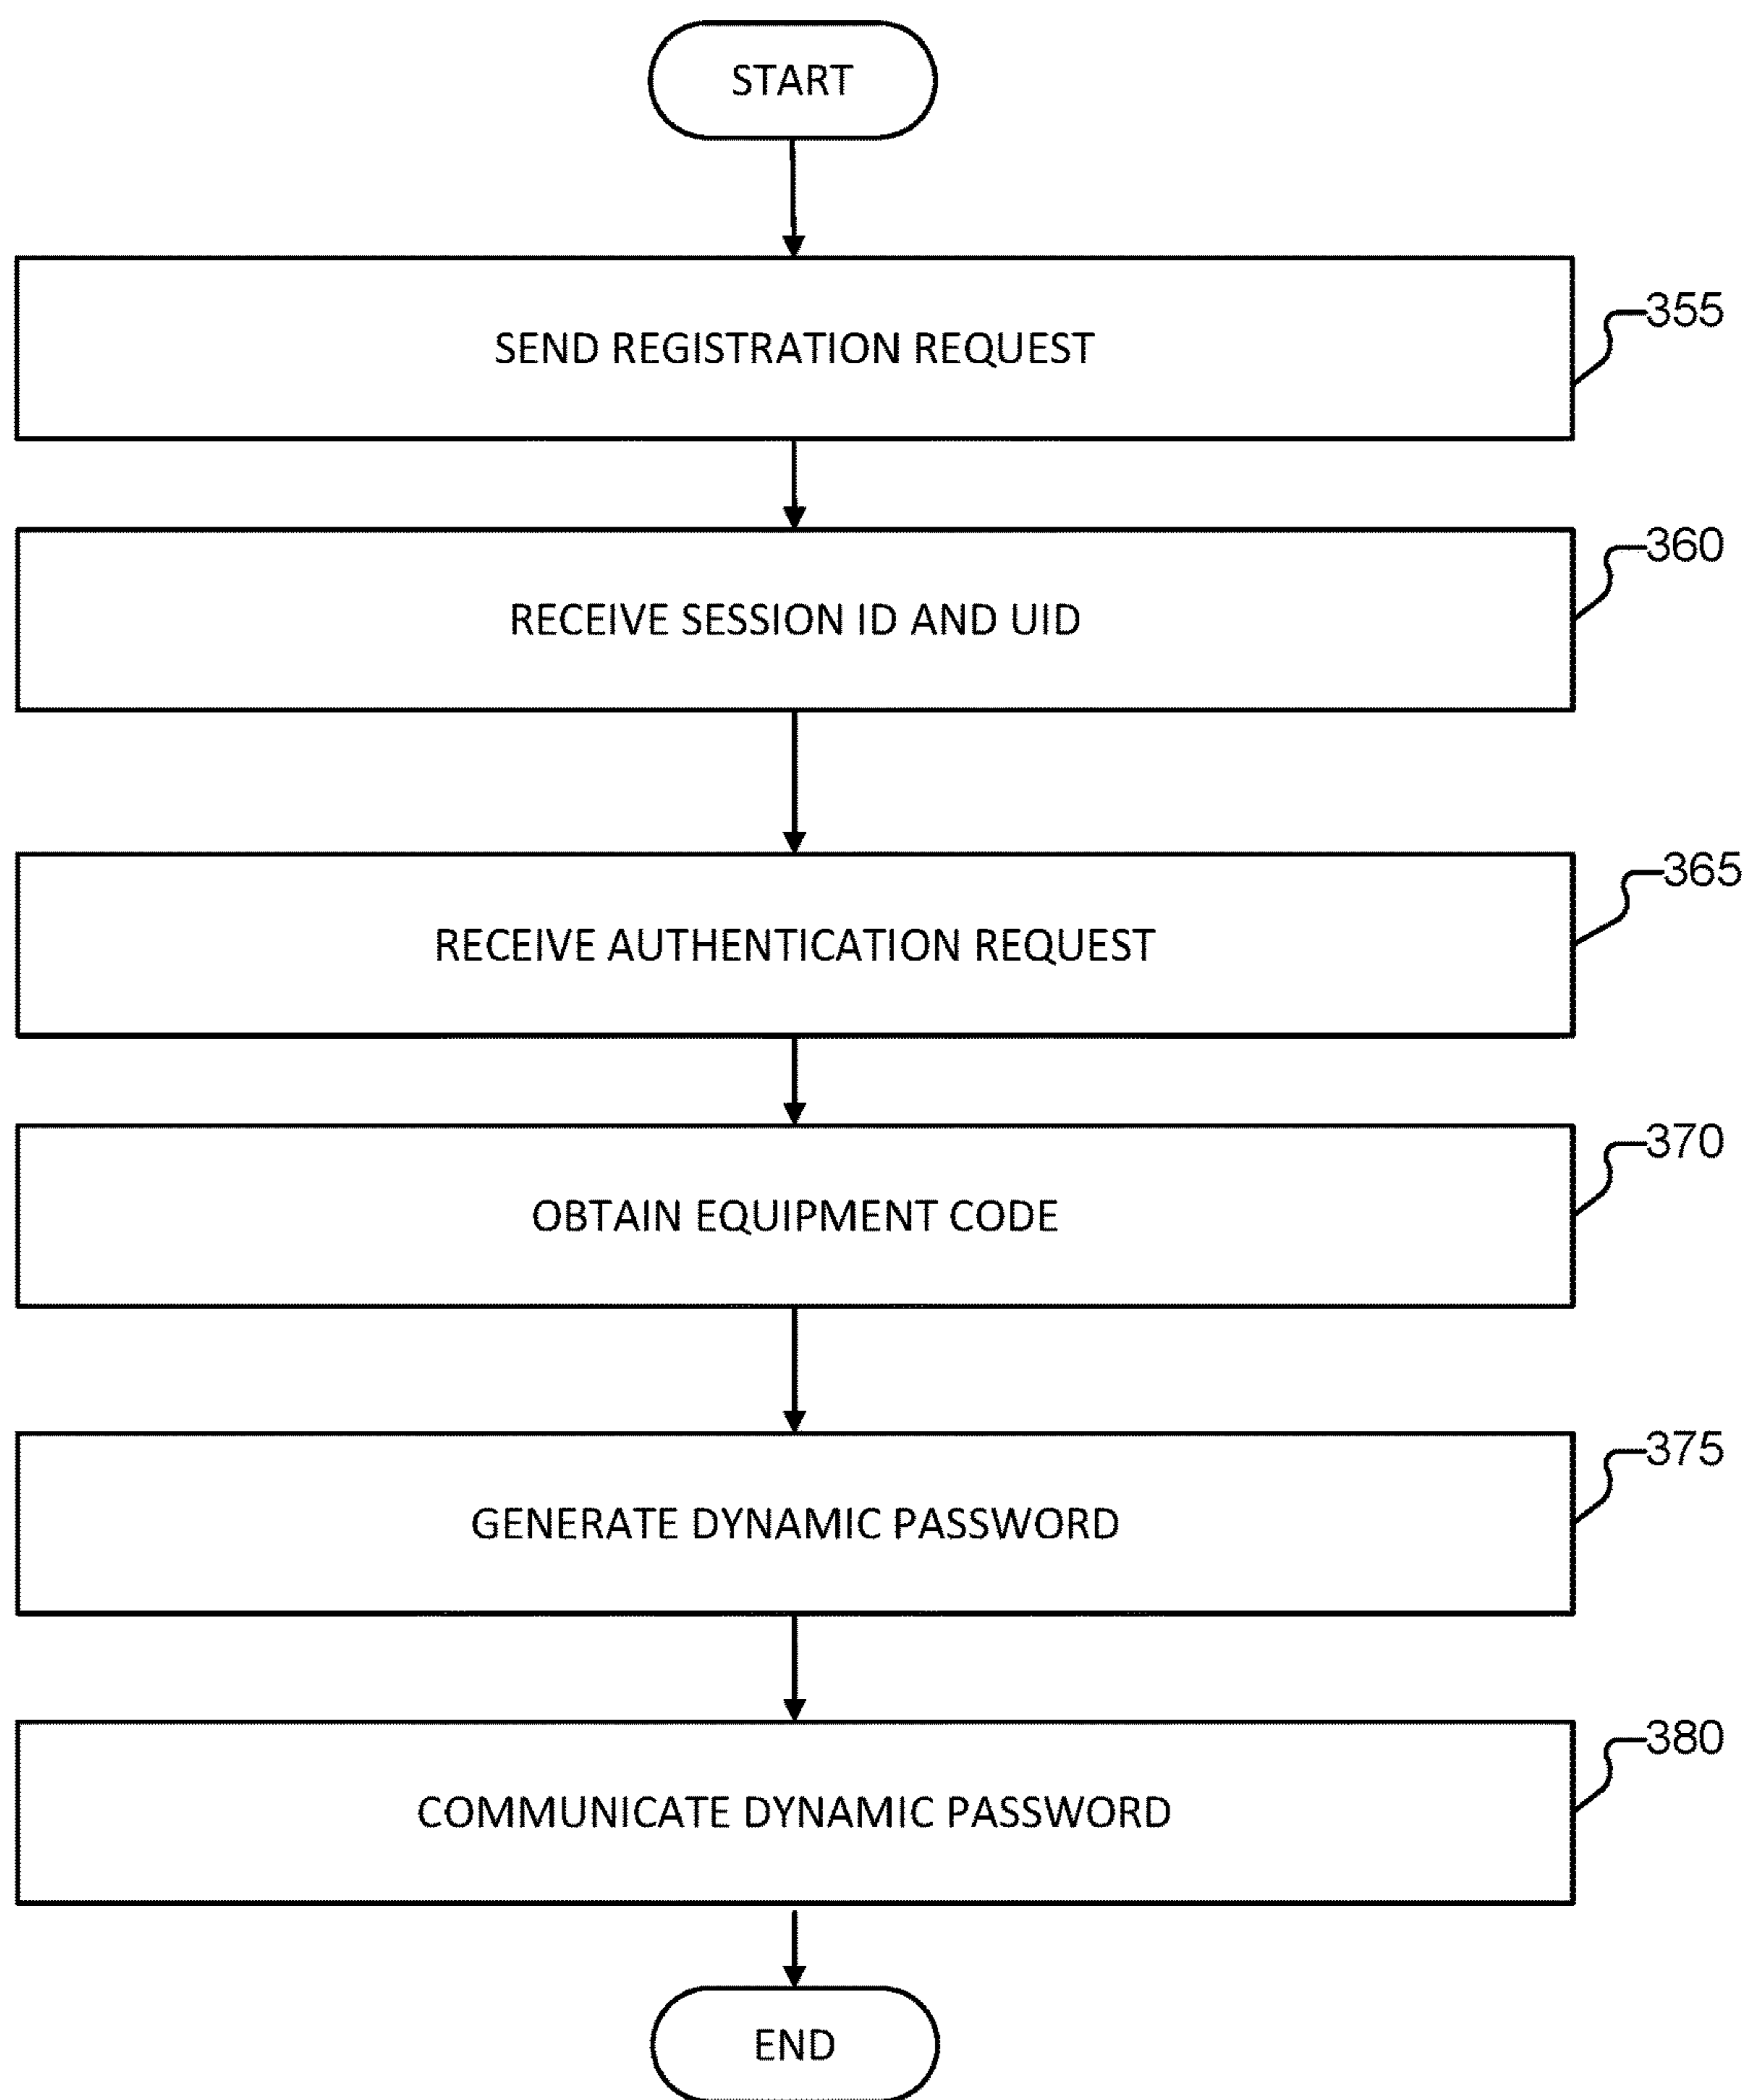 START
SEND REGISTRATION REQUEST
355
RECEIVE SESSION ID AND UID
360
RECEIVE AUTHENTICATION REQUEST
365
OBTAIN EQUIPMENT CODE
370
GENERATE DYNAMIC PASSWORD
375
COMMUNICATE DYNAMIC PASSWORD
380
END